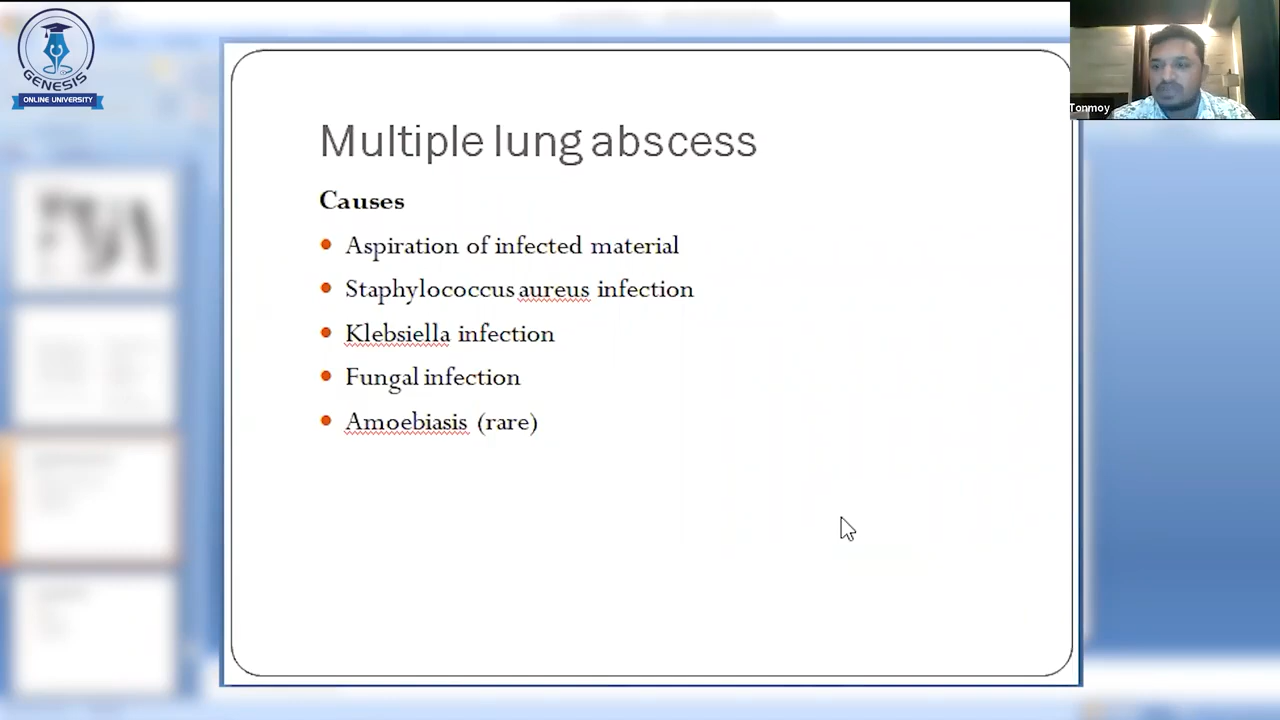 GENESIS
ONLINE UNIVERSITY
Tonmoy
Multiple lung abscess
Causes
Aspiration of infected material
Staphylococcus aureus infection
Klebsiella infection
Fungal infection
Amoebiasis (rare)